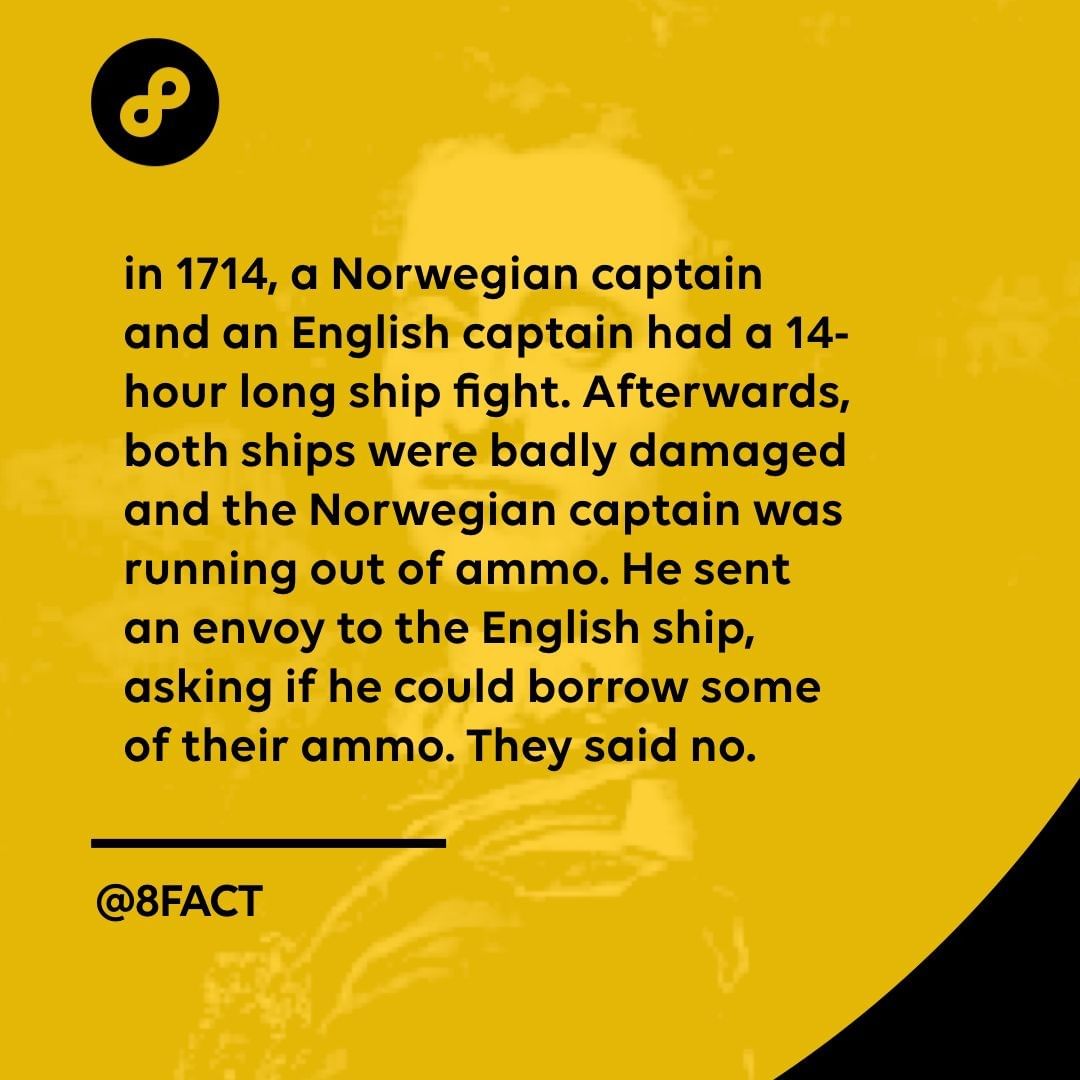 in 1714, a Norwegian captain
and an English captain had a 14-
hour long ship fight. Afterwards,
both ships were badly damaged
and the Norwegian captain was
running out of ammo. He sent
an envoy to the English ship,
asking if he could borrow some
of their ammo. They said no.
@8FACT